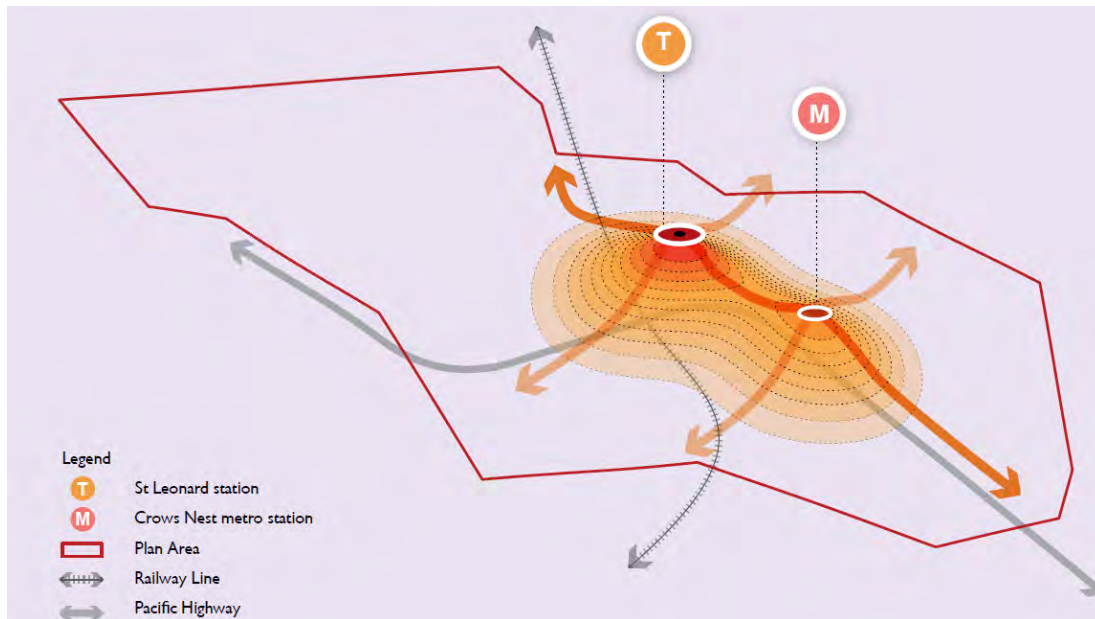 T
M
Legend
T St Leonard station
M Crows Nest metro station
Plan Area
Railway Line
Pacific Highway